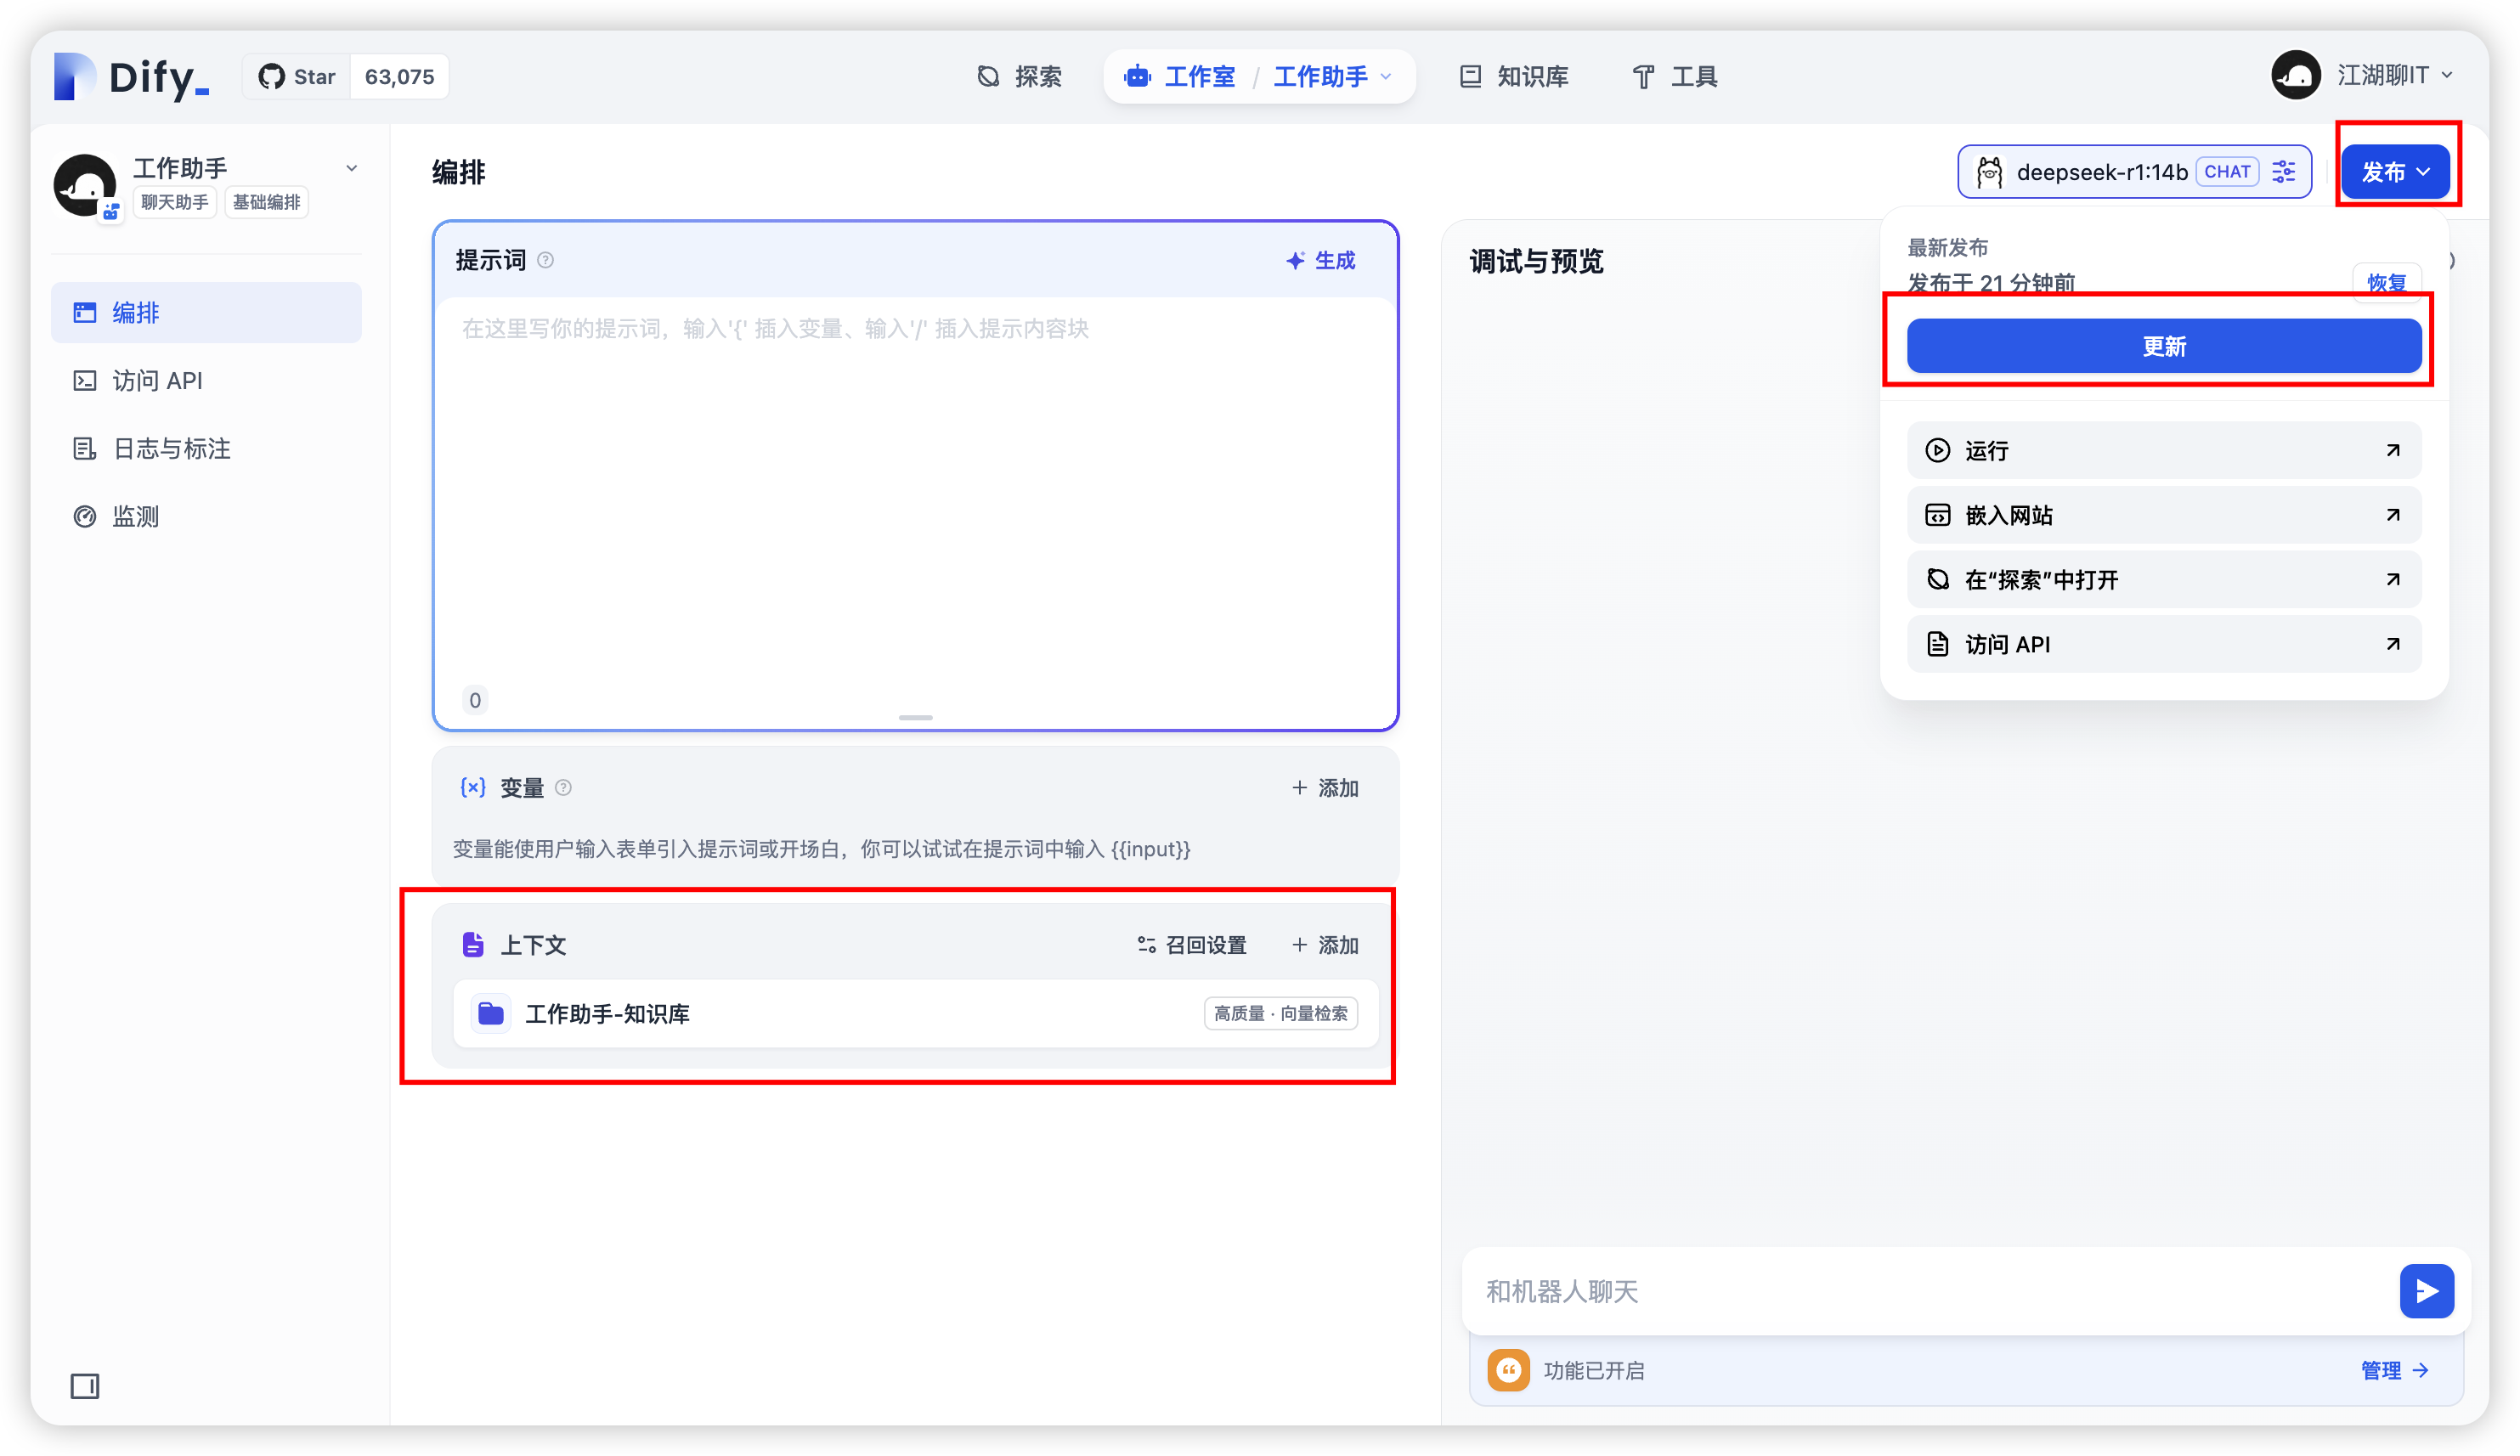 Dify_
Star 63,075
探索
工作室 / 工作助手
知识库
工具
江湖聊IT
工作助手
聊天助手 基础编排
编排
访问 API
日志与标注
监测
编排
deepseek-r1:14b CHAT
发布
提示词
生成
在这里写你的提示词，输入'{' 插入变量、输入'/' 插入提示内容块
0
变量
添加
变量能使用户输入表单引入提示词或开场白，你可以试试在提示词中输入 {{input}}
上下文
召回设置
添加
工作助手-知识库
高质量 · 向量检索
调试与预览
最新发布
发布于 21 分钟前
恢复
更新
运行
嵌入网站
在“探索”中打开
访问 API
和机器人聊天
功能已开启
管理